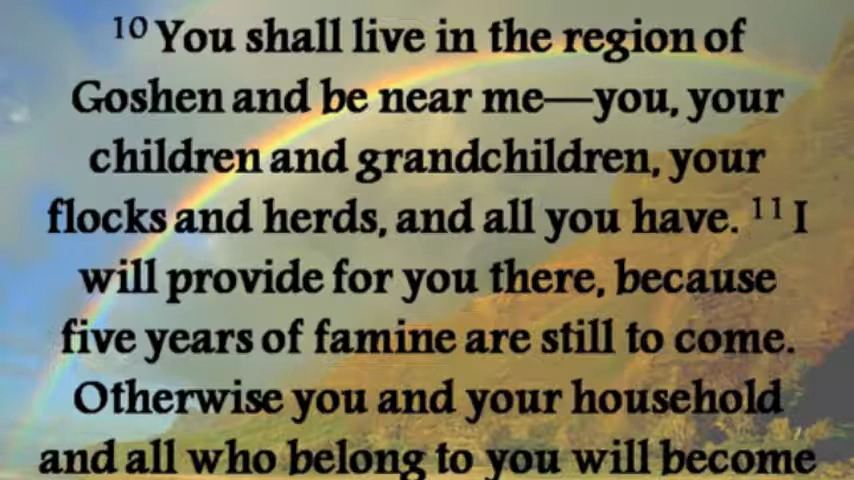 10 You shall live in the region of
Goshen and be near me—you, your
children and grandchildren, your
flocks and herds, and all you have. 11 I
will provide for you there, because
five years of famine are still to come.
Otherwise you and your household
and all who belong to you will become